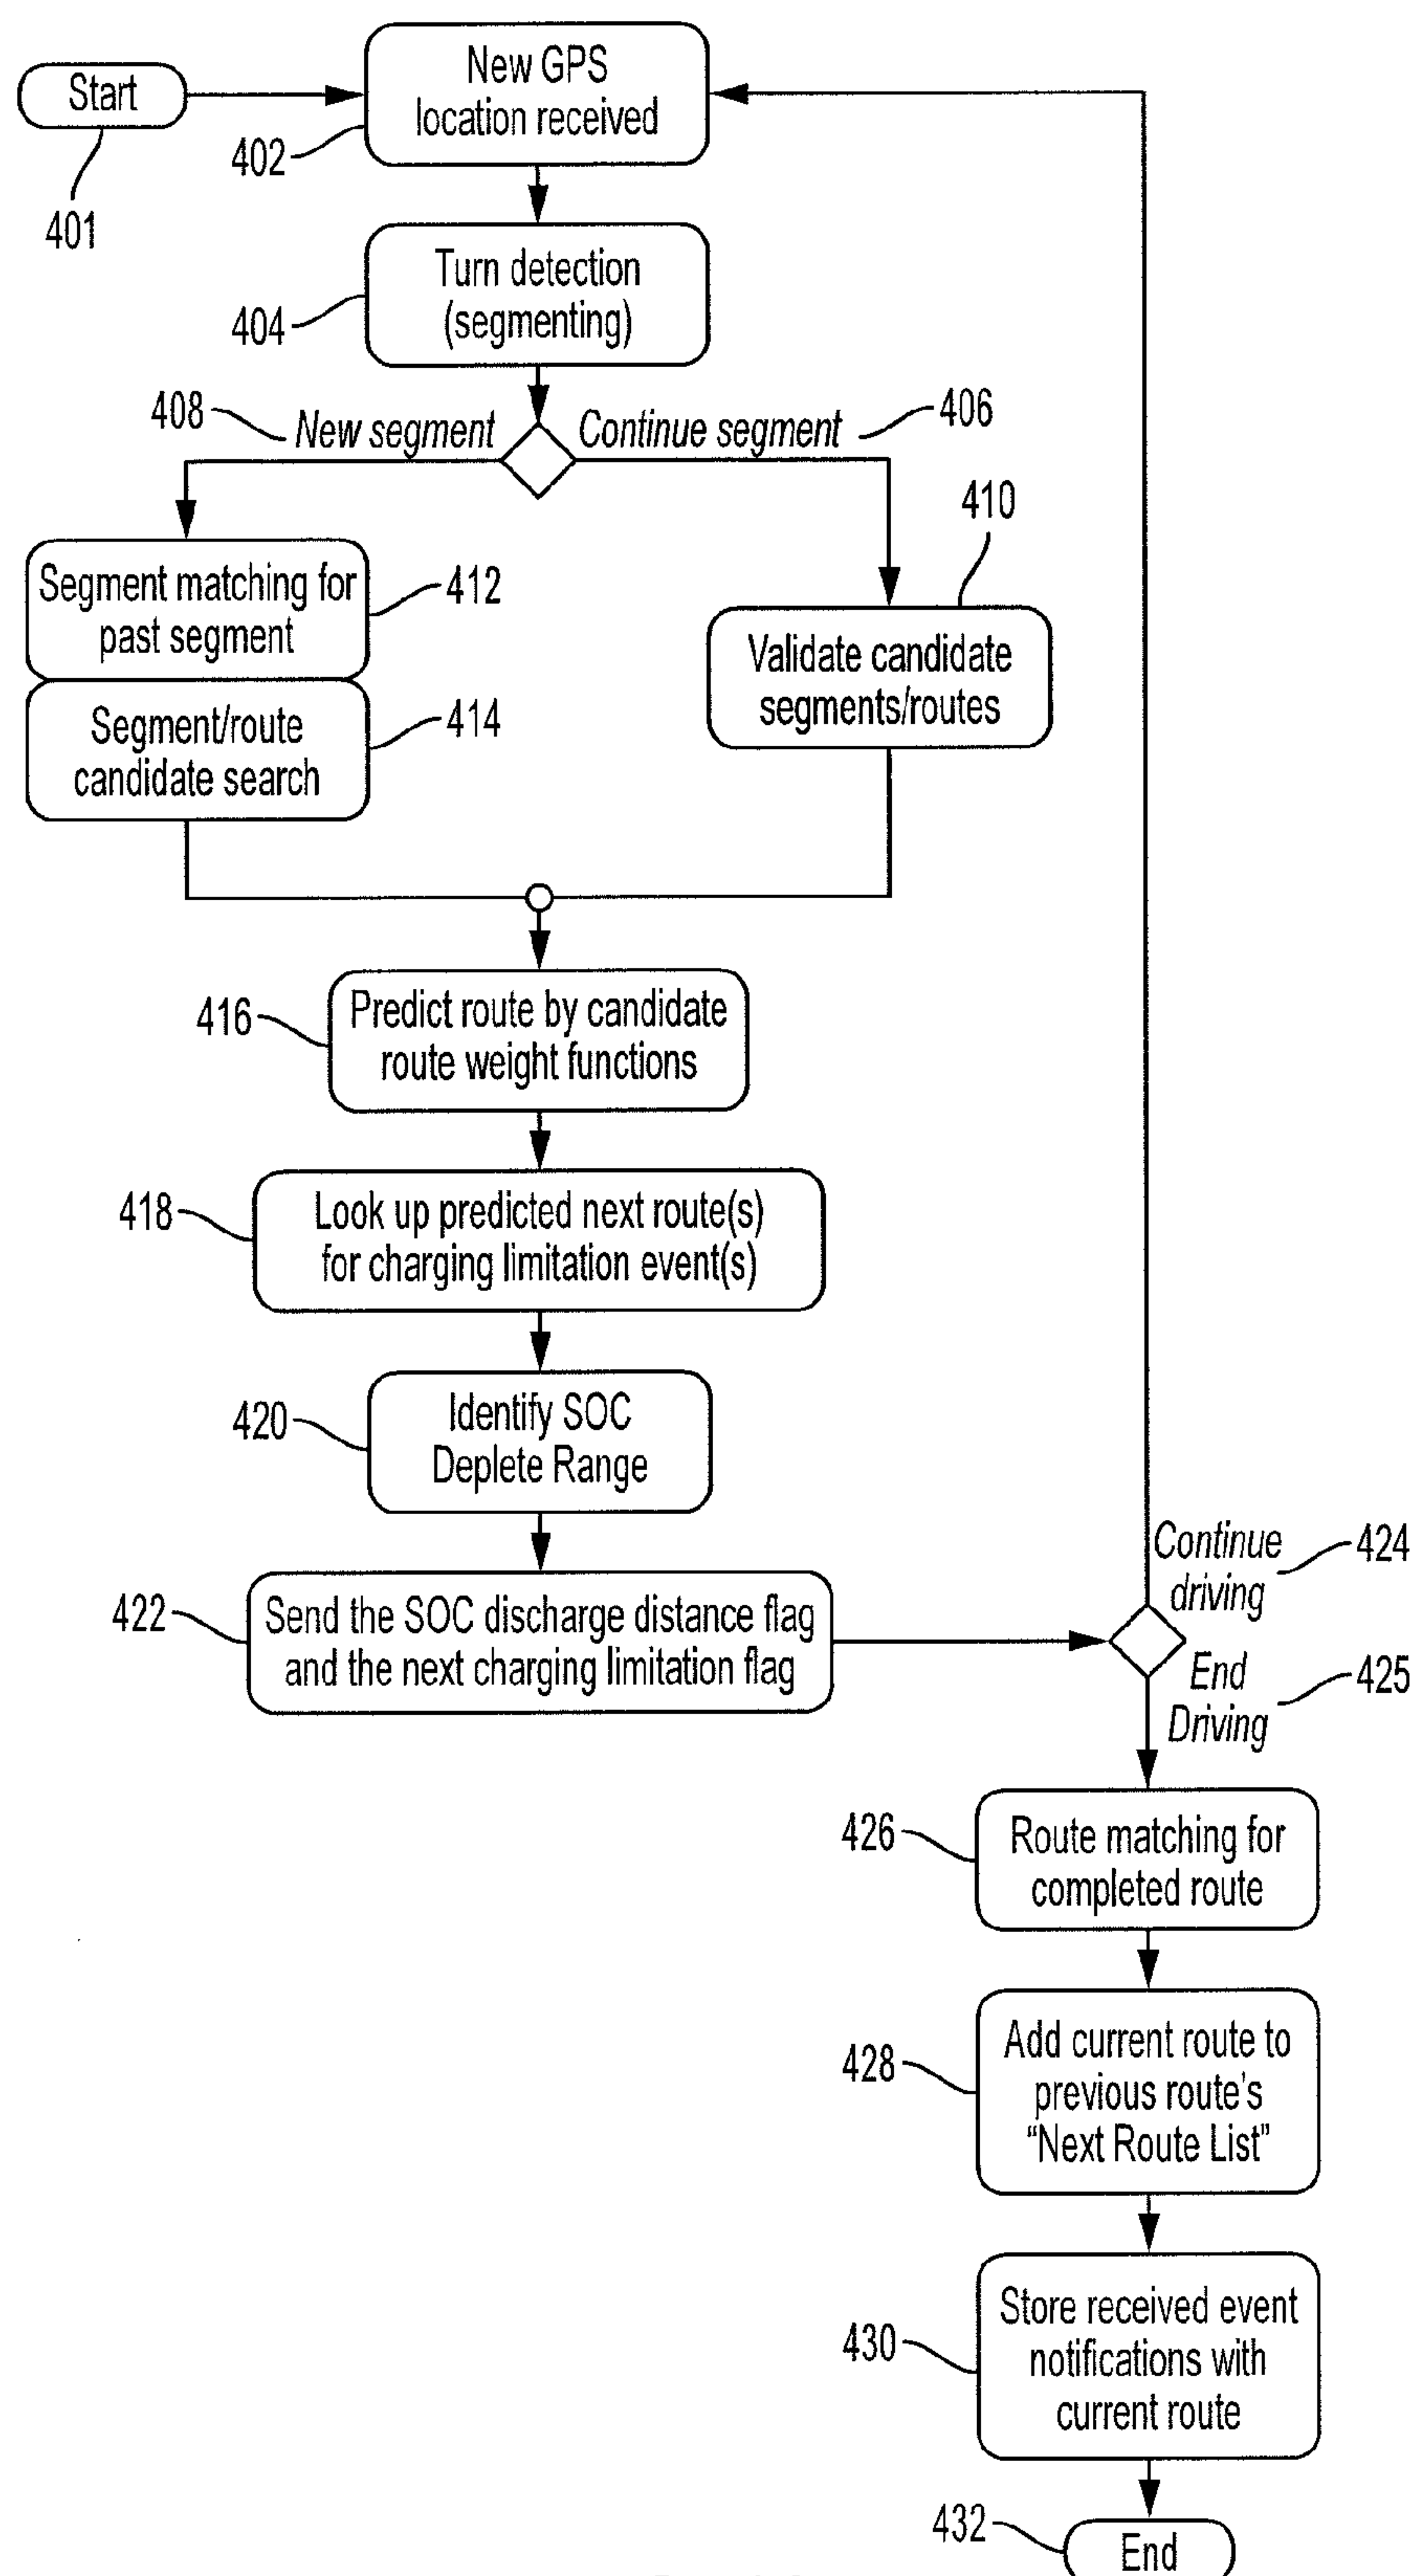 Start
401
New GPS
location received
402
Turn detection
(segmenting)
404
408
New segment
Continue segment
406
410
Segment matching for
past segment
412
Segment/route
candidate search
414
Validate candidate
segments/routes
416
Predict route by candidate
route weight functions
418
Look up predicted next route(s)
for charging limitation event(s)
420
Identify SOC
Deplete Range
422
Send the SOC discharge distance flag
and the next charging limitation flag
Continue
driving
424
End
Driving
425
426
Route matching for
completed route
428
Add current route to
previous route's
“Next Route List”
430
Store received event
notifications with
current route
432
End